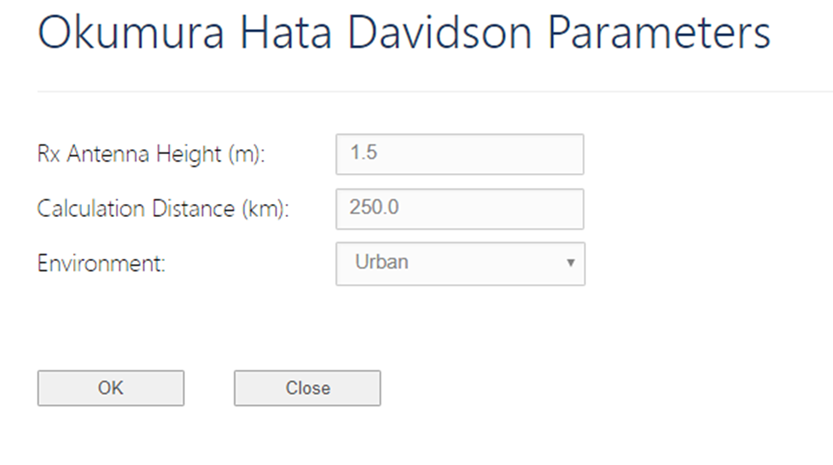 Okumura Hata Davidson Parameters
Rx Antenna Height (m): 1.5
Calculation Distance (km): 250.0
Environment: Urban
OK Close